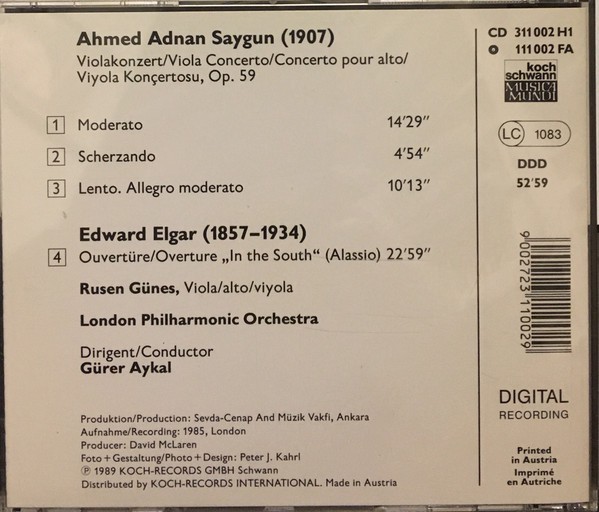 Ahmed Adnan Saygun (1907)
Violakonzert/Viola Concerto/Concerto pour alto/
Viyola Konçertosu, Op. 59
1 Moderato 14'29"
2 Scherzando 4'54"
3 Lento. Allegro moderato 10'13"
Edward Elgar (1857–1934)
4 Ouvertüre/Overture „In the South“ (Alassio) 22'59"
Rusen Günes, Viola/alto/viyola
London Philharmonic Orchestra
Dirigent/Conductor
Gürer Aykal
Produktion/Production: Sevda-Cenap And Müzik Vakfi, Ankara
Aufnahme/Recording: 1985, London
Producer: David McLaren
Foto + Gestaltung/Photo + Design: Peter J. Kahrl
Ⓟ 1989 KOCH-RECORDS GMBH Schwann
Distributed by KOCH-RECORDS INTERNATIONAL. Made in Austria
CD 311 002 H1
111 002 FA
koch
schwann
MUSICA
MUNDI
LC 1083
DDD
52'59
9002723110029
DIGITAL
RECORDING
Printed
in Austria
Imprimé
en Autriche